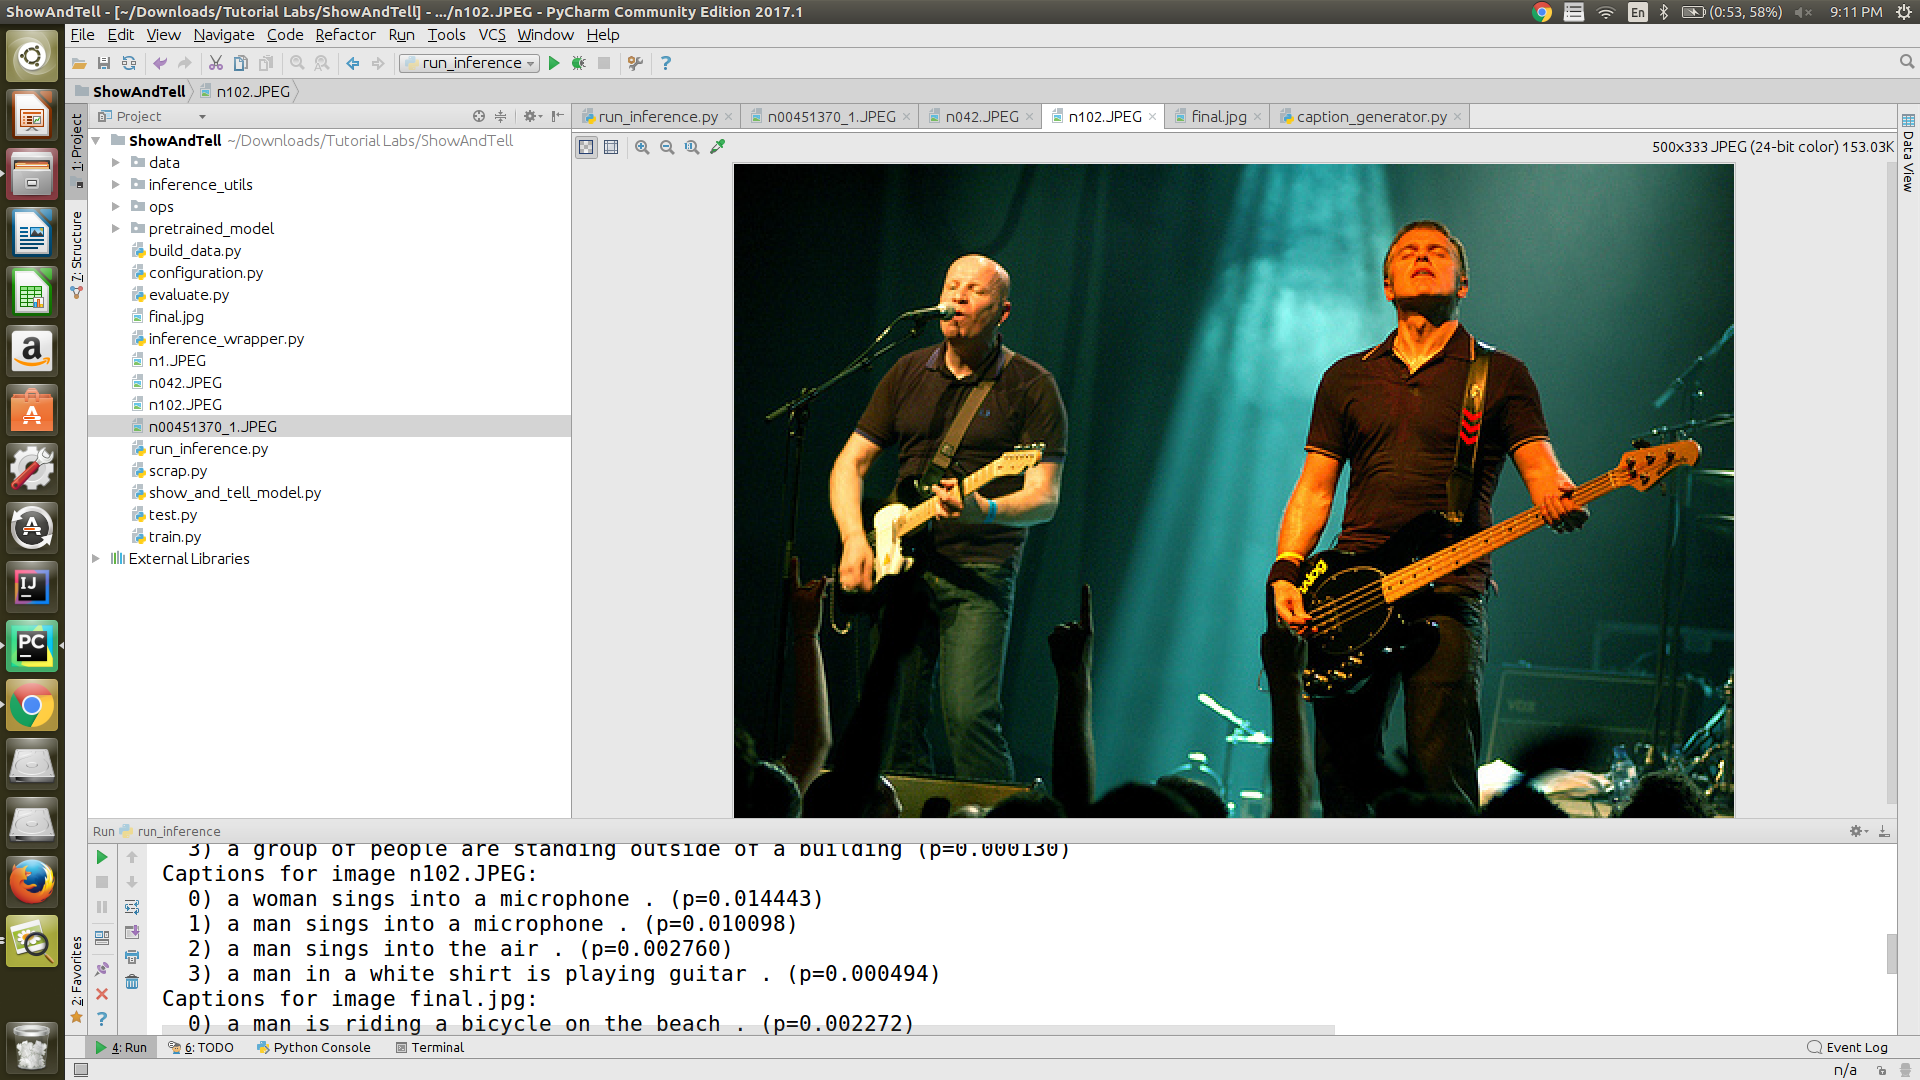 ShowAndTell - [~/Downloads/Tutorial Labs/ShowAndTell] - .../n102.JPEG - PyCharm Community Edition 2017.1
En
(0:53, 58%)
9:11 PM
File Edit View Navigate Code Refactor Run Tools VCS Window Help
run_inference
ShowAndTell
n102.JPEG
Project
run_inference.py
n00451370_1.JPEG
n042.JPEG
n102.JPEG
final.jpg
caption_generator.py
500x333 JPEG (24-bit color) 153.03K
1: Project
7: Structure
2: Favorites
Data View
ShowAndTell ~/Downloads/Tutorial Labs/ShowAndTell
data
inference_utils
ops
pretrained_model
build_data.py
configuration.py
evaluate.py
final.jpg
inference_wrapper.py
n1.JPEG
n042.JPEG
n102.JPEG
n00451370_1.JPEG
run_inference.py
scrap.py
show_and_tell_model.py
test.py
train.py
External Libraries
VOX
Run run_inference
3) a group of people are standing outside of a building (p=0.000130)
Captions for image n102.JPEG:
0) a woman sings into a microphone . (p=0.014443)
1) a man sings into a microphone . (p=0.010098)
2) a man sings into the air . (p=0.002760)
3) a man in a white shirt is playing guitar . (p=0.000494)
Captions for image final.jpg:
0) a man is riding a bicycle on the beach . (p=0.002272)
4: Run
6: TODO
Python Console
Terminal
Event Log
n/a
IJ
PC